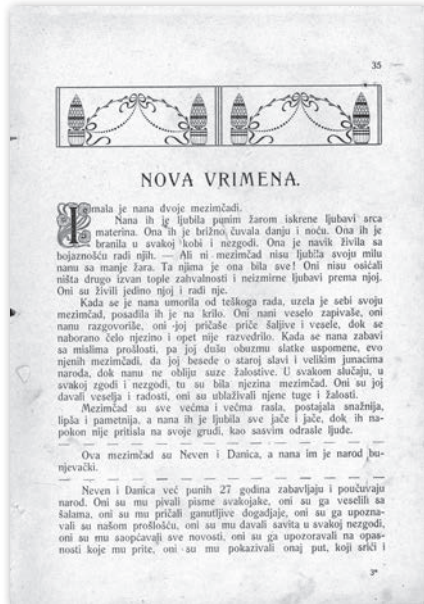 35
NOVA VRIMENA.
Imala je nana dvoje mezimčadi.
Nana ih je ljubila punim žarom iskrene ljubavi srca
materina. Ona ih je brižno čuvala danju i noću. Ona ih je
branila u svakoj kobi i nezgodi. Ona je navik živila sa
bojaznošću radi njih. — Ali ni mezimčad nisu ljubila svoju milu
nanu sa manje žara. Ta njima je ona bila sve! Oni nisu osićali
ništa drugo izvan tople zahvalnosti i neizmirne ljubavi prema njoj.
Oni su živili jedino njoj i radi nje.
Kada se je nana umorila od teškoga rada, uzela je sebi svoju
mezimčad, posadila ih je na krilo. Oni nani veselo zapivaše, oni
nanu razgovoriše, oni joj pričaše priče šaljive i vesele, dok se
naborano čelo njezino i opet nije razvedrilo. Kada se nana zabavi
sa mislima prošlosti, pa joj dušu obuzmu slatke uspomene, evo
njenih mezimčadi, da joj besede o staroj slavi i velikim junacima
naroda, dok nanu ne obliju suze žalostive. U svakom slučaju, u
svakoj zgodi i nezgodi, tu su bila njezina mezimčad. Oni su joj
davali veselja i radosti, oni su ublaživali njene tuge i žalosti.
Mezimčad su sve većma i većma rasla, postajala snažnija,
lipša i pametnija, a nana ih je ljubila sve jače i jače, dok ih na-
pokon nije pritisla na svoje grudi, kao sasvim odrasle ljude.
Ova mezimčad su Neven i Danica, a nana im je narod bu-
njevački.
Neven i Danica već punih 27 godina zabavljaju i poučuvaju
narod. Oni su mu pivali pisme svakojake, oni su ga veselili sa
šalama, oni su mu pričali ganutljive dogadjaje, oni su ga upozna-
vali su našom prošlošću, oni su mu davali savita u svakoj nezgodi,
oni su mu saopćavali sve novosti, oni su ga upozoravali na opas-
nosti koje mu prite, oni su mu pokazivali onaj put, koji srići i
3*